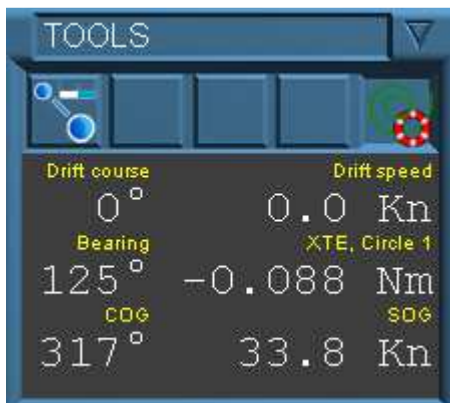 TOOLS
Drift course Drift speed
0° 0.0 Kn
Bearing XTE, Circle 1
125° -0.088 Nm
COG SOG
317° 33.8 Kn